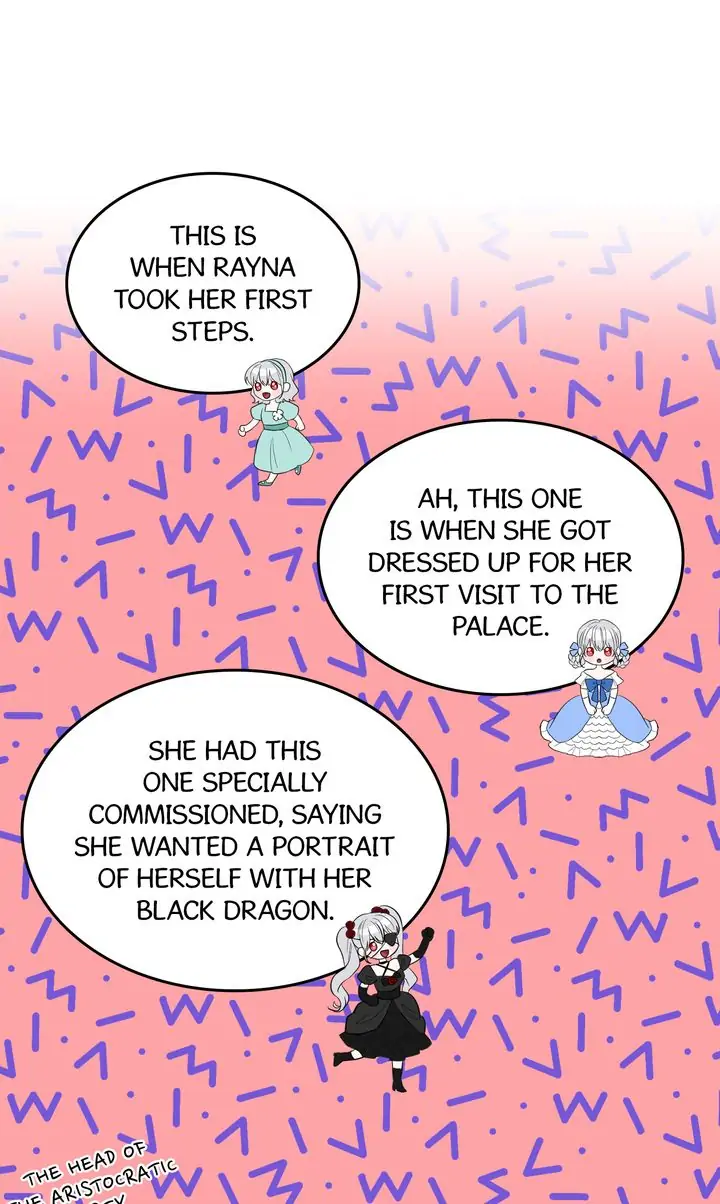 THIS IS
WHEN RAYNA
TOOK HER FIRST
STEPS.
AH, THIS ONE
IS WHEN SHE GOT
DRESSED UP FOR HER
FIRST VISIT TO THE
PALACE.
SHE HAD THIS
ONE SPECIALLY
COMMISSIONED, SAYING
SHE WANTED A PORTRAIT
OF HERSELF WITH HER
BLACK DRAGON.
THE HEAD OF
THE ARISTOCRATIC